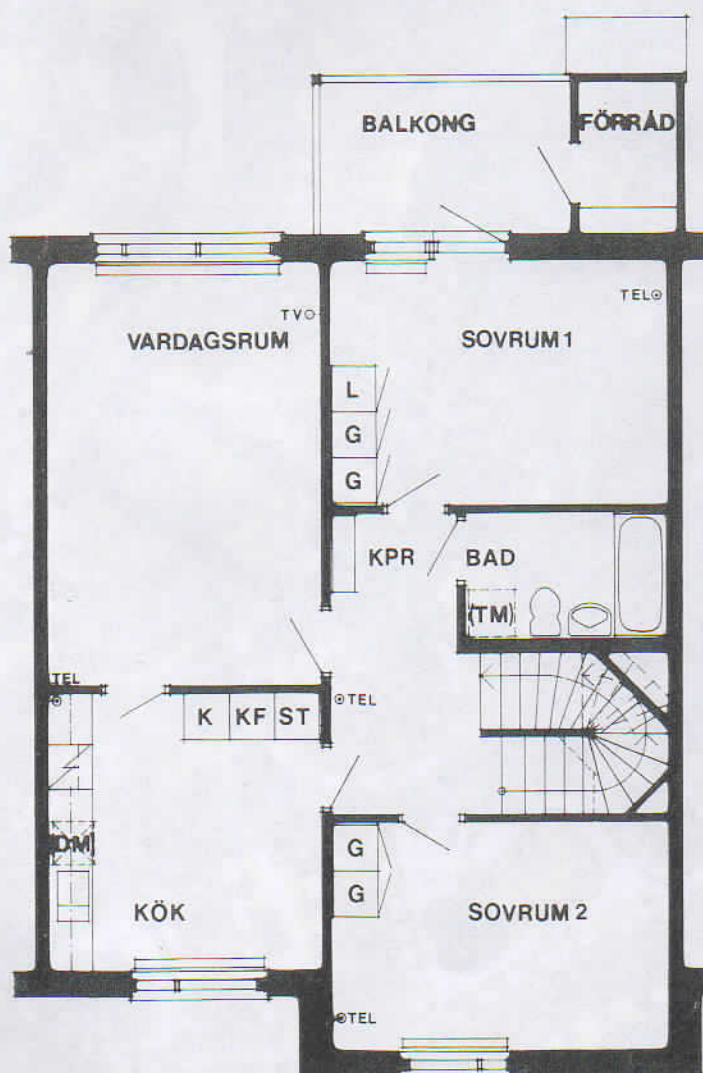 BALKONG
FÖRRÅD
TV
TEL
VARDAGSRUM
SOVRUM 1
L
G
G
KPR
BAD
(TM)
TEL
TEL
K
KF
ST
(DM)
G
G
KÖK
SOVRUM 2
TEL